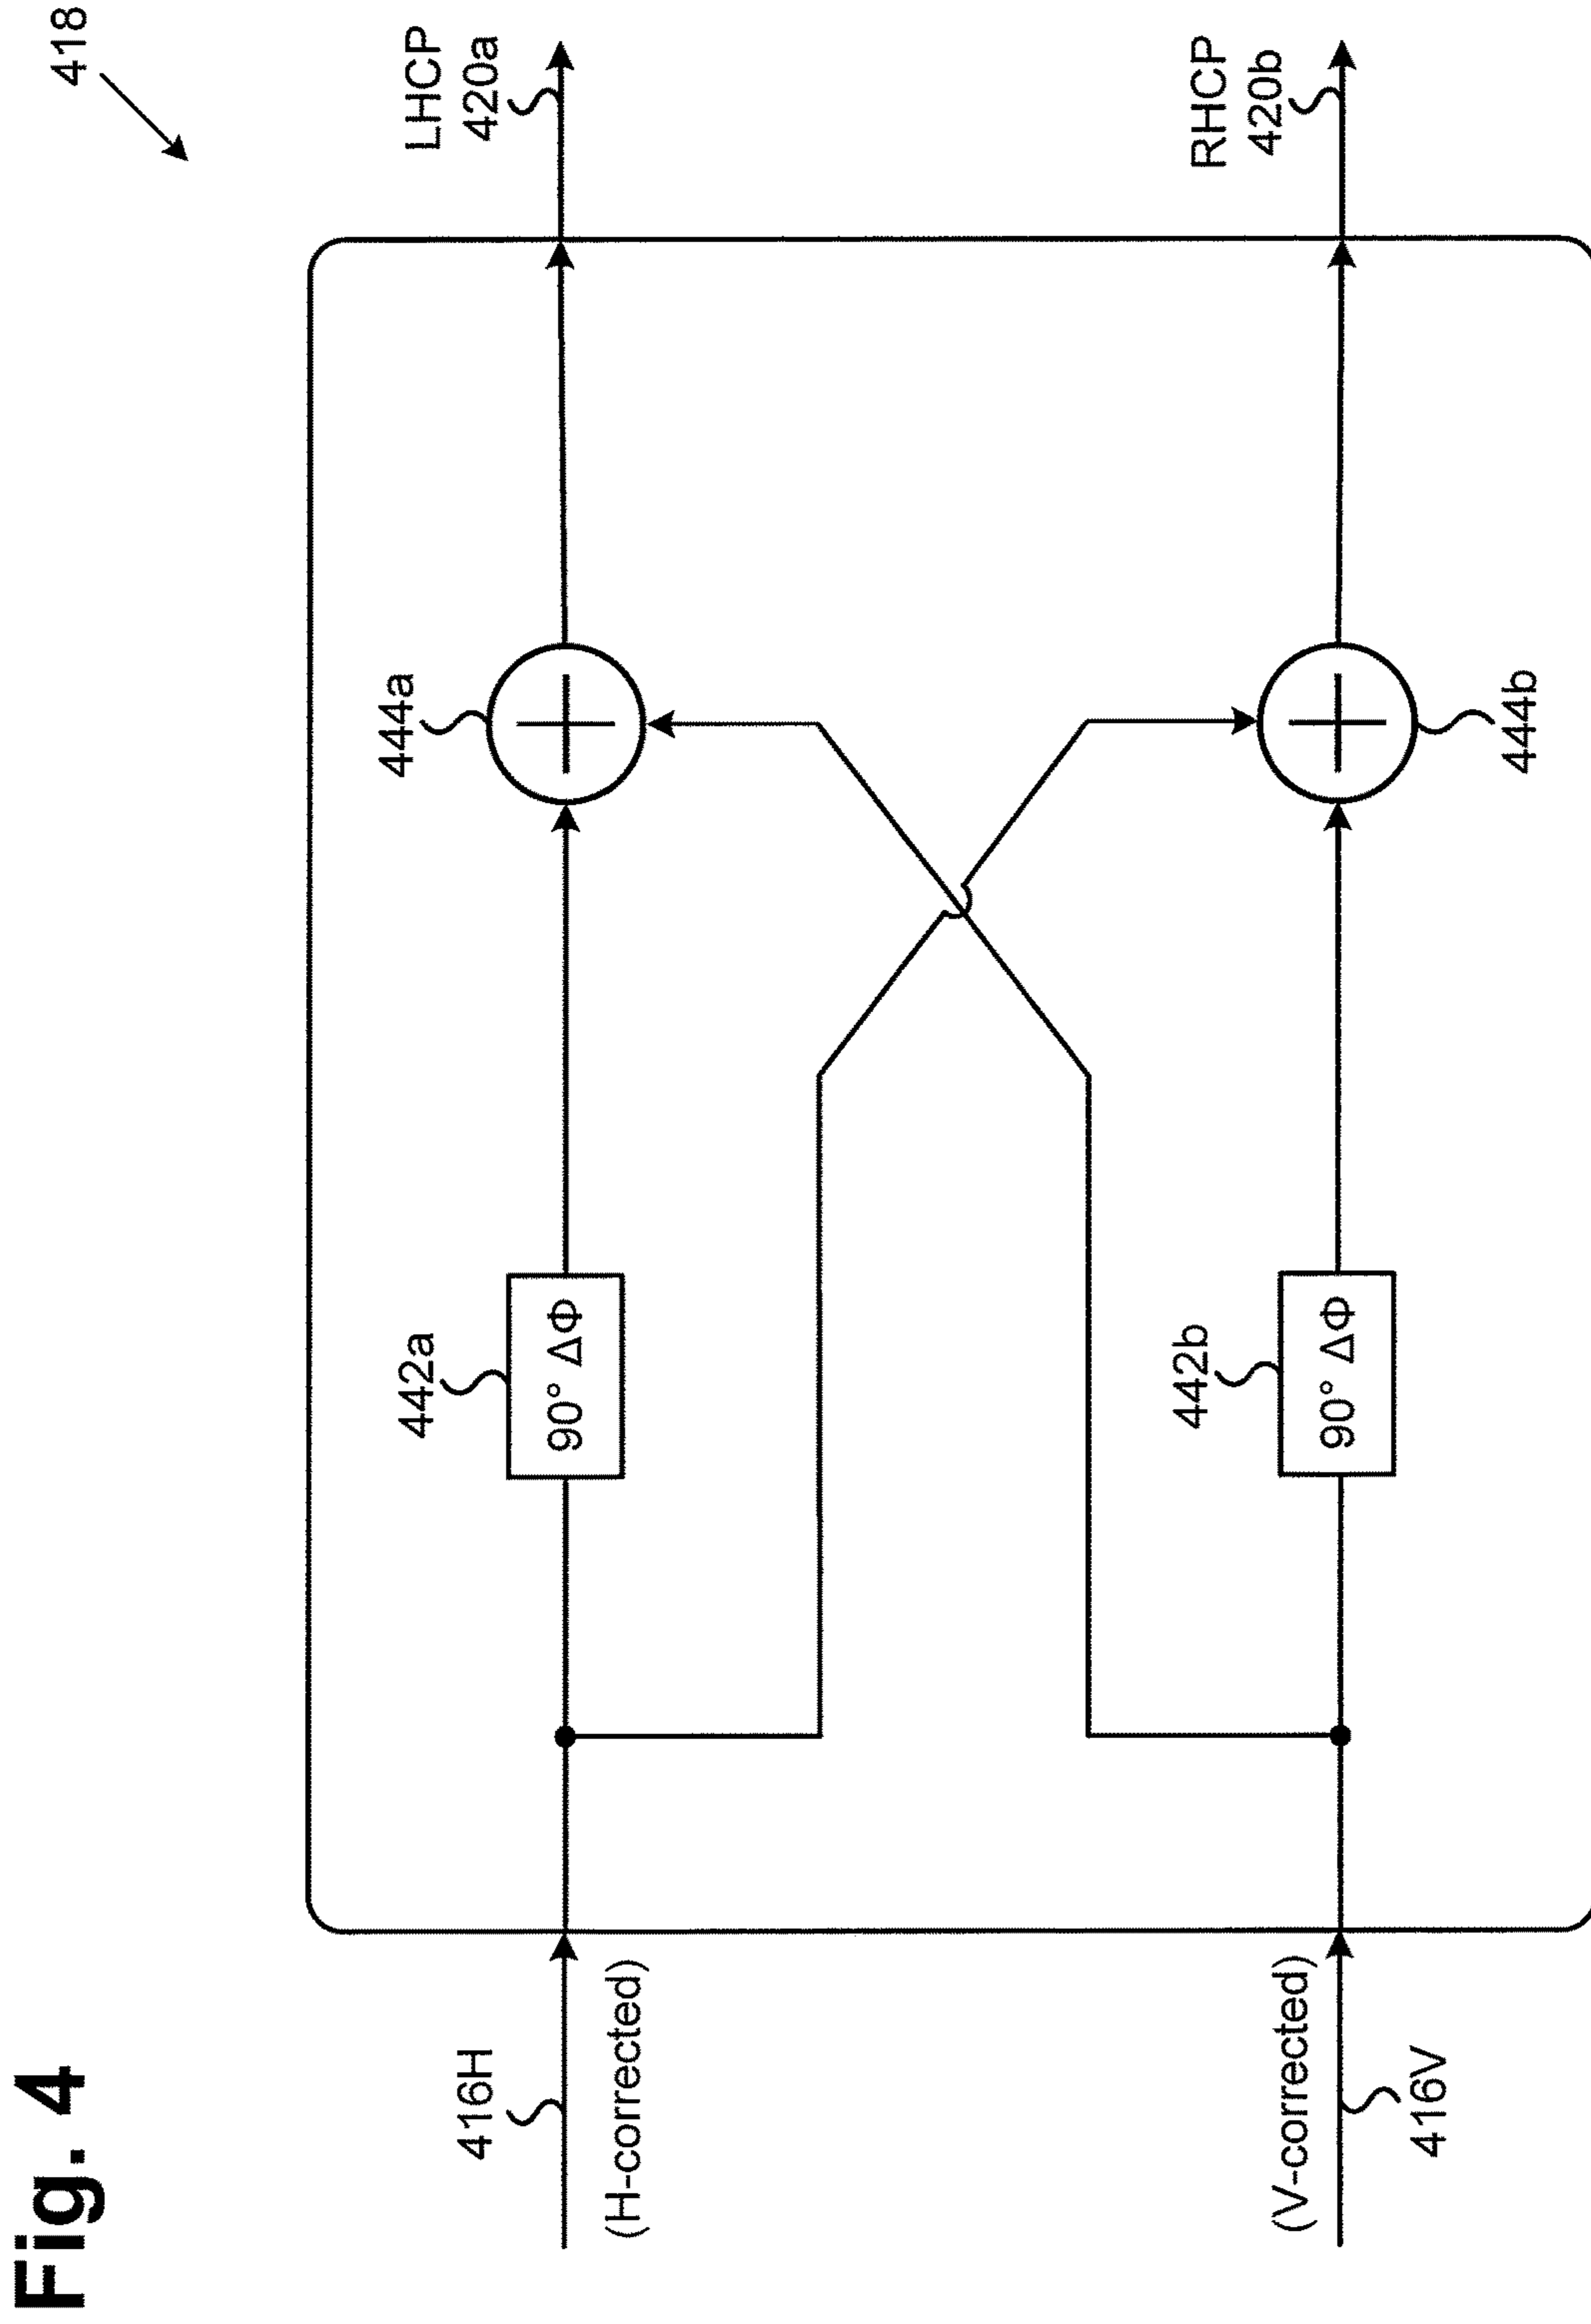 Fig. 4
418
416H
(H-corrected)
442a
90° ΔΦ
444a
LHCP
420a
(V-corrected)
416V
442b
90° ΔΦ
444b
RHCP
420b